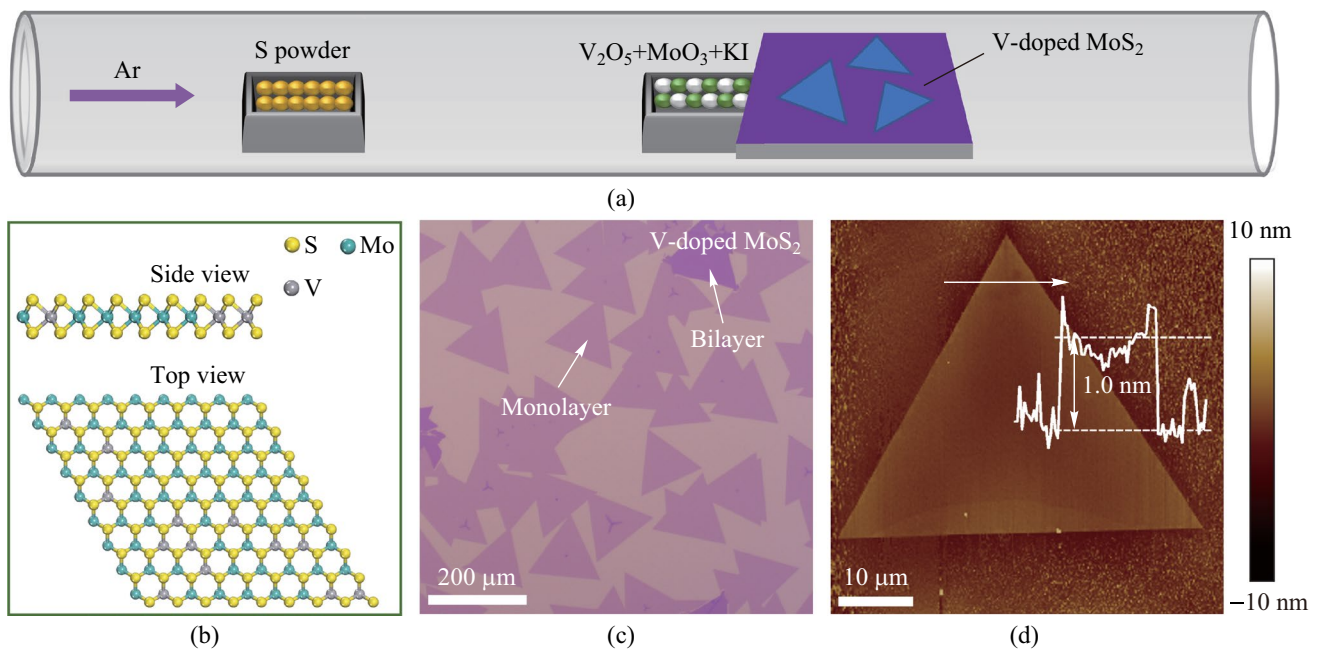 Ar
S powder
V₂O₅+MoO₃+KI
V-doped MoS₂
(a)
S Mo
Side view
V
Top view
(b)
V-doped MoS₂
Bilayer
Monolayer
200 μm
(c)
10 nm
1.0 nm
10 μm
−10 nm
(d)